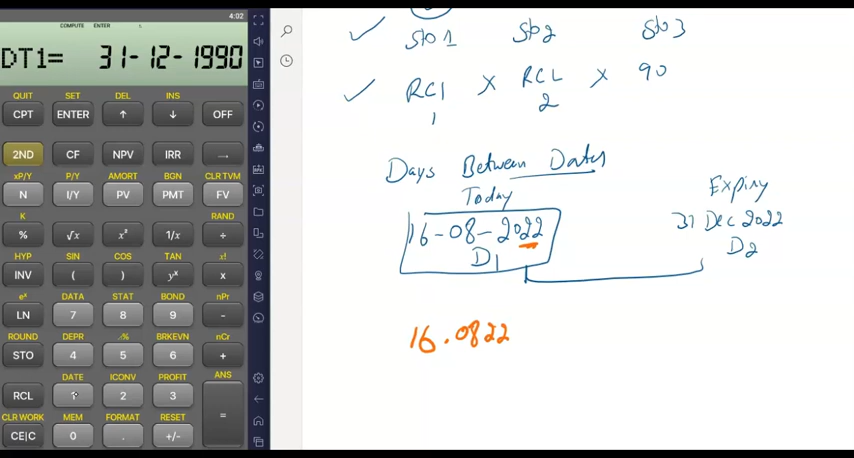 4:02
COMPUTE ENTER
DT1= 31-12-1990
QUIT SET DEL INS
CPT ENTER ↑ ↓ OFF
2ND CF NPV IRR →
xP/Y P/Y AMORT BGN CLR TVM
N I/Y PV PMT FV
K RAND
% √x x² 1/x ÷
HYP SIN COS TAN x!
INV ( ) yˣ x
eˣ DATA STAT BOND nPr
LN 7 8 9 -
ROUND DEPR Δ% BRKEVN nCr
STO 4 5 6 +
DATE ICONV PROFIT ANS
RCL 1 2 3 =
CLR WORK MEM FORMAT RESET
CE|C 0 . +/-
✓ Sto 1 Sto 2 Sto 3
✓ RCl 1 × RCL 2 × 90
Days Between Dates
Today Expiry
16-08-2022 31 Dec 2022
D1 D2
16.0822